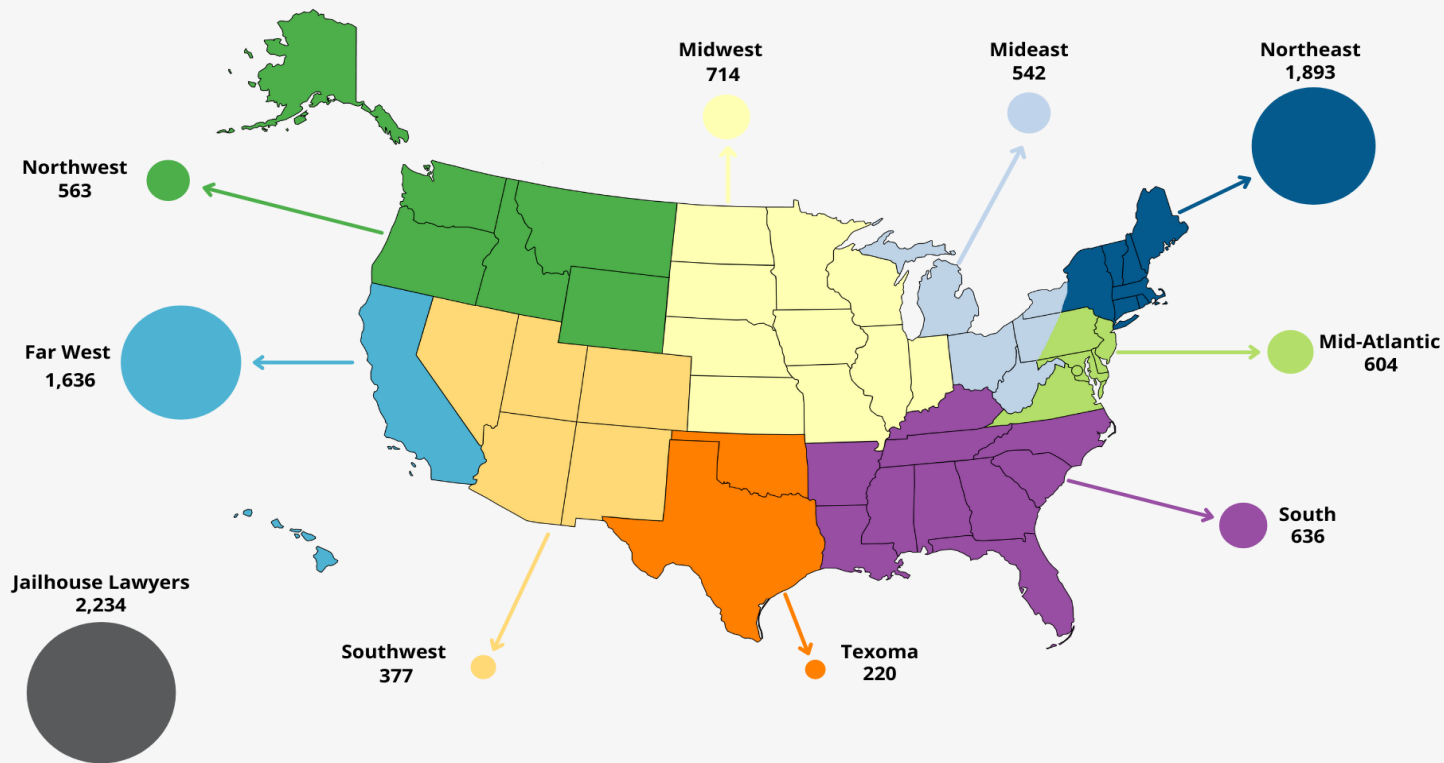 Midwest
714
Mideast
542
Northeast
1,893
Northwest
563
Far West
1,636
Mid-Atlantic
604
South
636
Jailhouse Lawyers
2,234
Southwest
377
Texoma
220